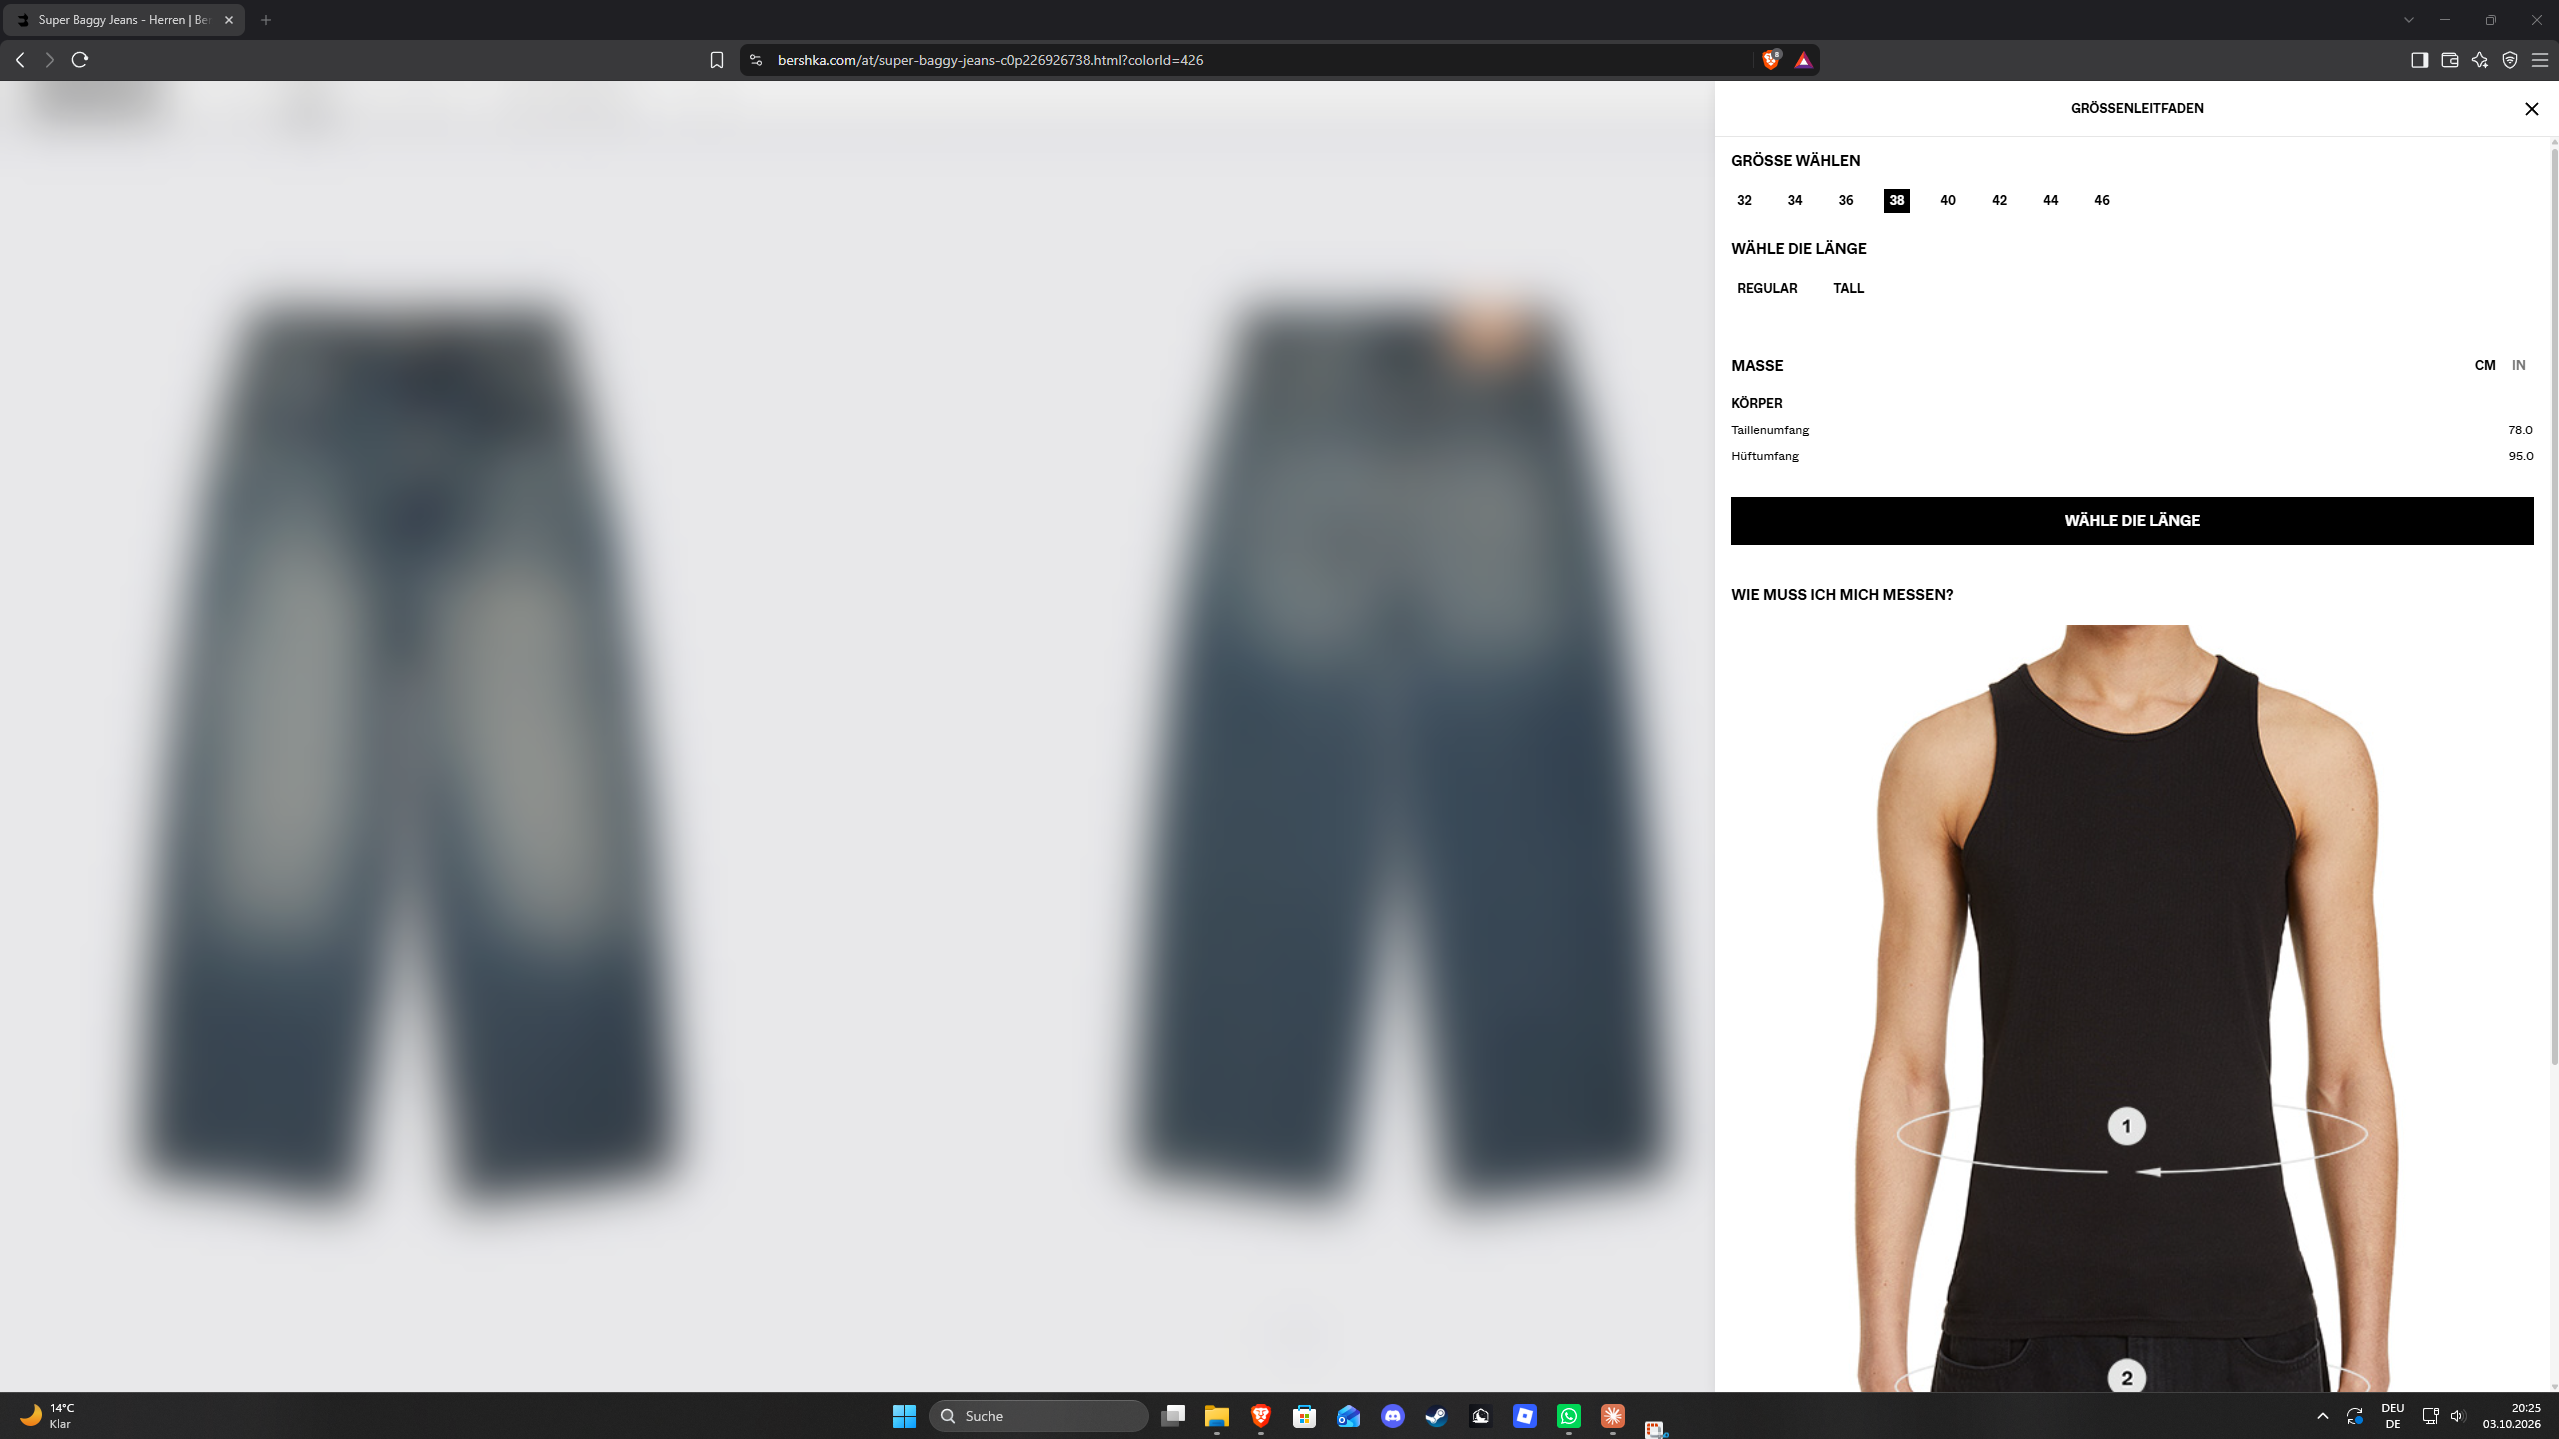 Super Baggy Jeans - Herren | Ber
bershka.com/at/super-baggy-jeans-c0p226926738.html?colorId=426
GRÖSSENLEITFADEN
GRÖSSE WÄHLEN
32 34 36 38 40 42 44 46
WÄHLE DIE LÄNGE
REGULAR TALL
MASSE CM IN
KÖRPER
Taillenumfang 78.0
Hüftumfang 95.0
WÄHLE DIE LÄNGE
WIE MUSS ICH MICH MESSEN?
1
2
14°C
Klar
Suche
DEU
DE
20:25
03.10.2026